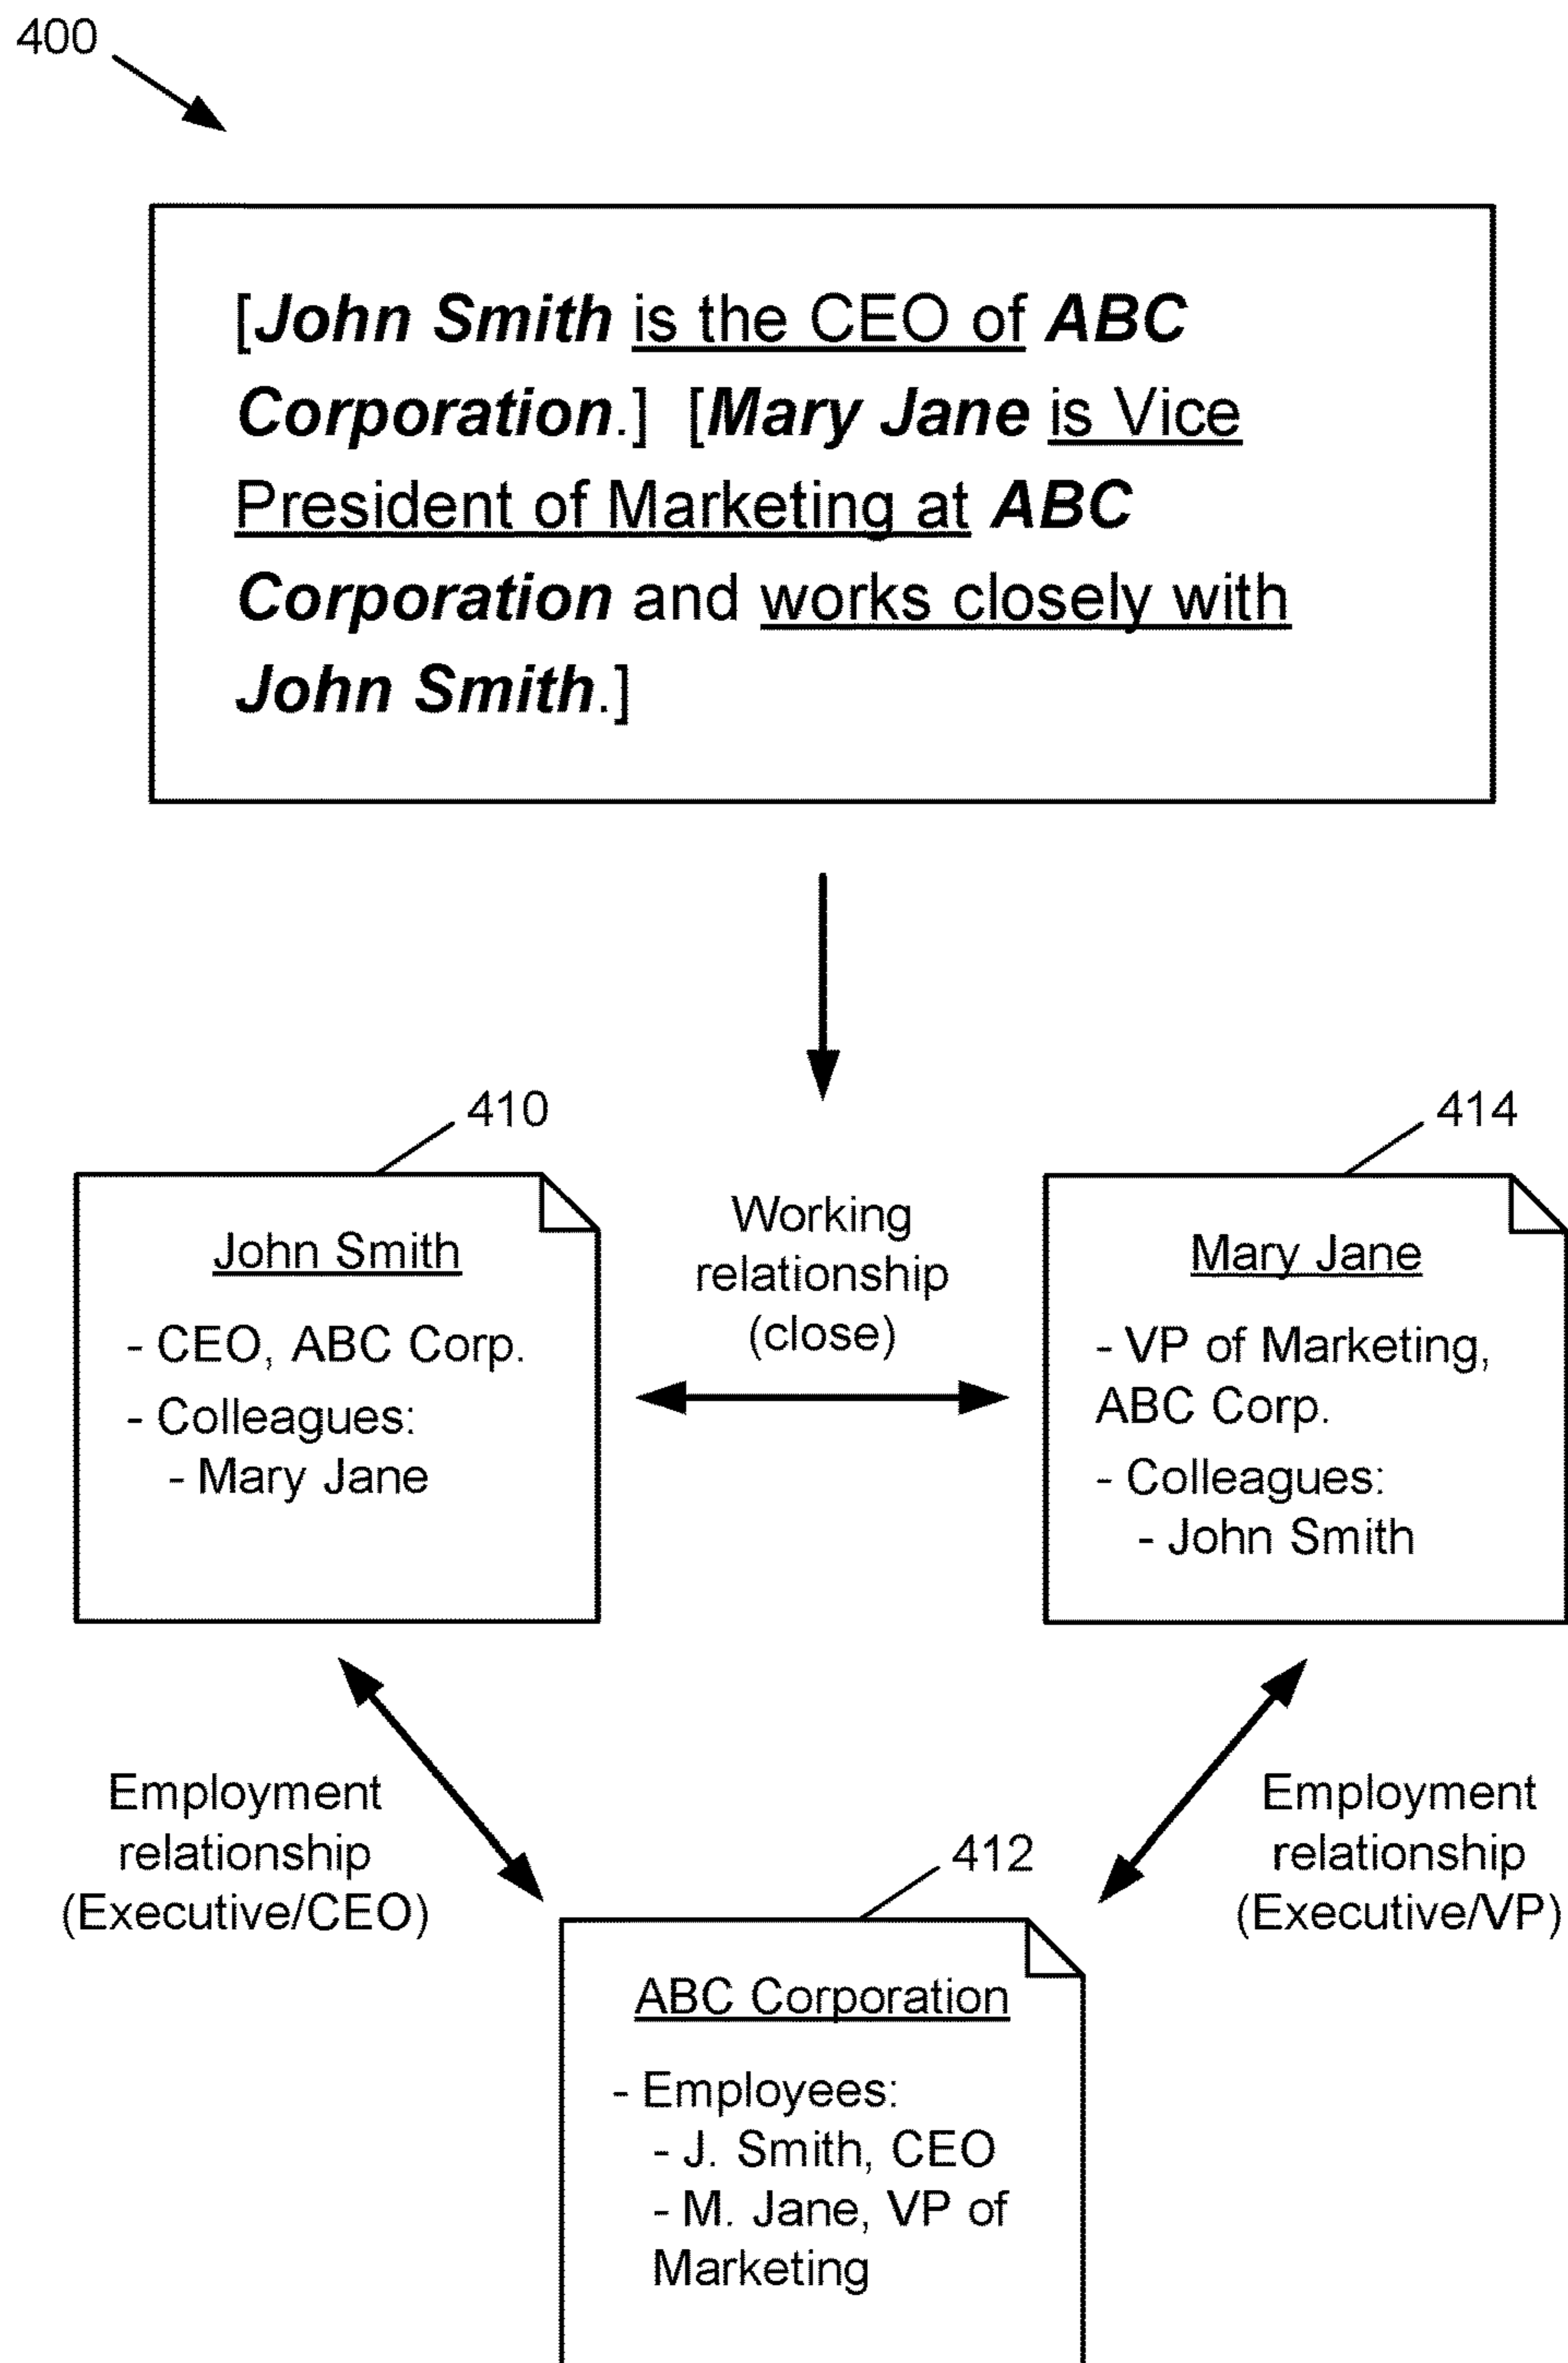 400
[John Smith is the CEO of ABC
Corporation.] [Mary Jane is Vice
President of Marketing at ABC
Corporation and works closely with
John Smith.]
410
414
John Smith
- CEO, ABC Corp.
- Colleagues:
- Mary Jane
Working
relationship
(close)
Mary Jane
- VP of Marketing,
ABC Corp.
- Colleagues:
- John Smith
Employment
relationship
(Executive/CEO)
Employment
relationship
(Executive/VP)
412
ABC Corporation
- Employees:
- J. Smith, CEO
- M. Jane, VP of
Marketing